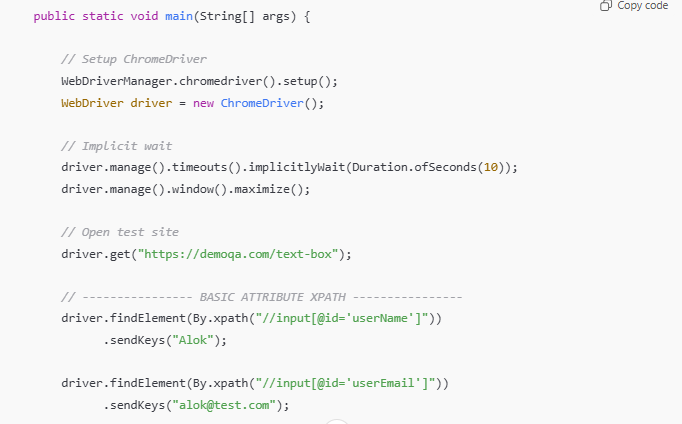 Copy code
public static void main(String[] args) {
// Setup ChromeDriver
WebDriverManager.chromedriver().setup();
WebDriver driver = new ChromeDriver();
// Implicit wait
driver.manage().timeouts().implicitlyWait(Duration.ofSeconds(10));
driver.manage().window().maximize();
// Open test site
driver.get("https://demoqa.com/text-box");
// ---------------- BASIC ATTRIBUTE XPATH ----------------
driver.findElement(By.xpath("//input[@id='userName']"))
.sendKeys("Alok");
driver.findElement(By.xpath("//input[@id='userEmail']"))
.sendKeys("alok@test.com");